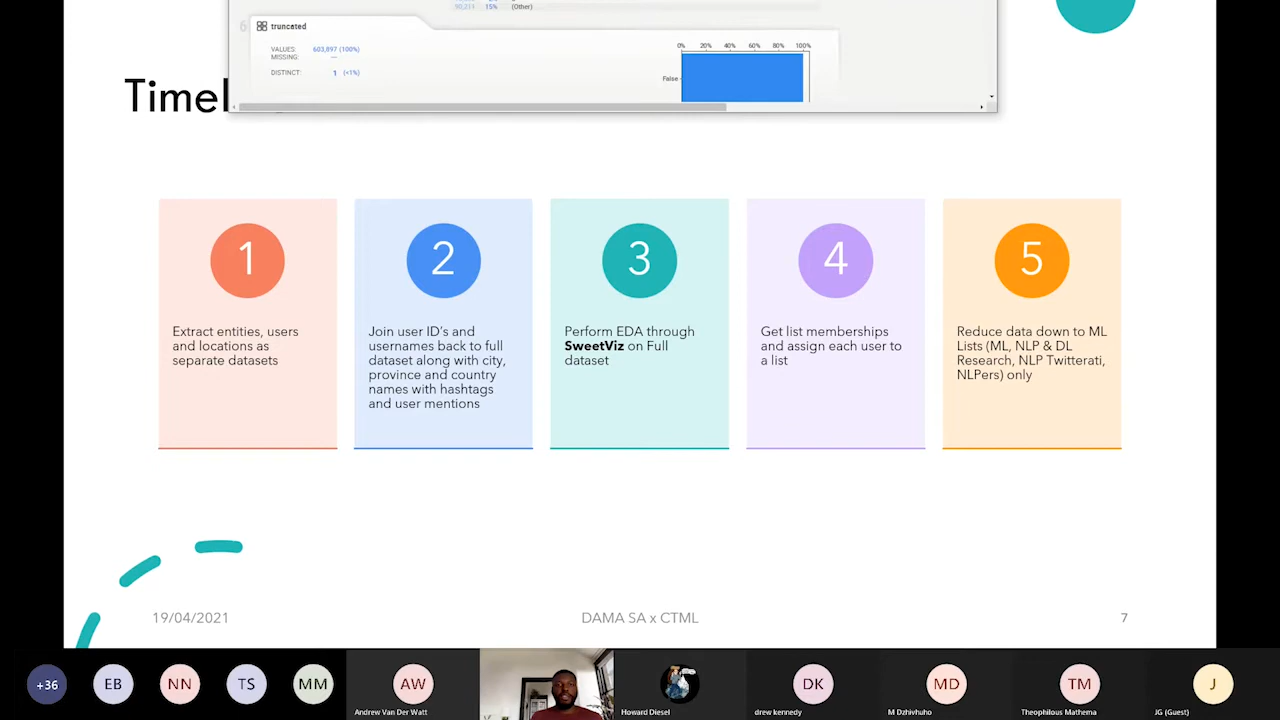 90,211 15% (Other)
6 truncated
VALUES: 603,897 (100%)
MISSING: —
DISTINCT: 1 (<1%)
0% 20% 40% 60% 80% 100%
False
Timel
1
Extract entities, users
and locations as
separate datasets
2
Join user ID's and
usernames back to full
dataset along with city,
province and country
names with hashtags
and user mentions
3
Perform EDA through
SweetViz on Full
dataset
4
Get list memberships
and assign each user to
a list
5
Reduce data down to ML
Lists (ML, NLP & DL
Research, NLP Twitterati,
NLPers) only
19/04/2021
DAMA SA x CTML
7
+36
EB
NN
TS
MM
AW
Andrew Van Der Watt
Howard Diesel
DK
drew kennedy
MD
M Dzhivhuho
TM
Theophilous Mathema
J
JG (Guest)